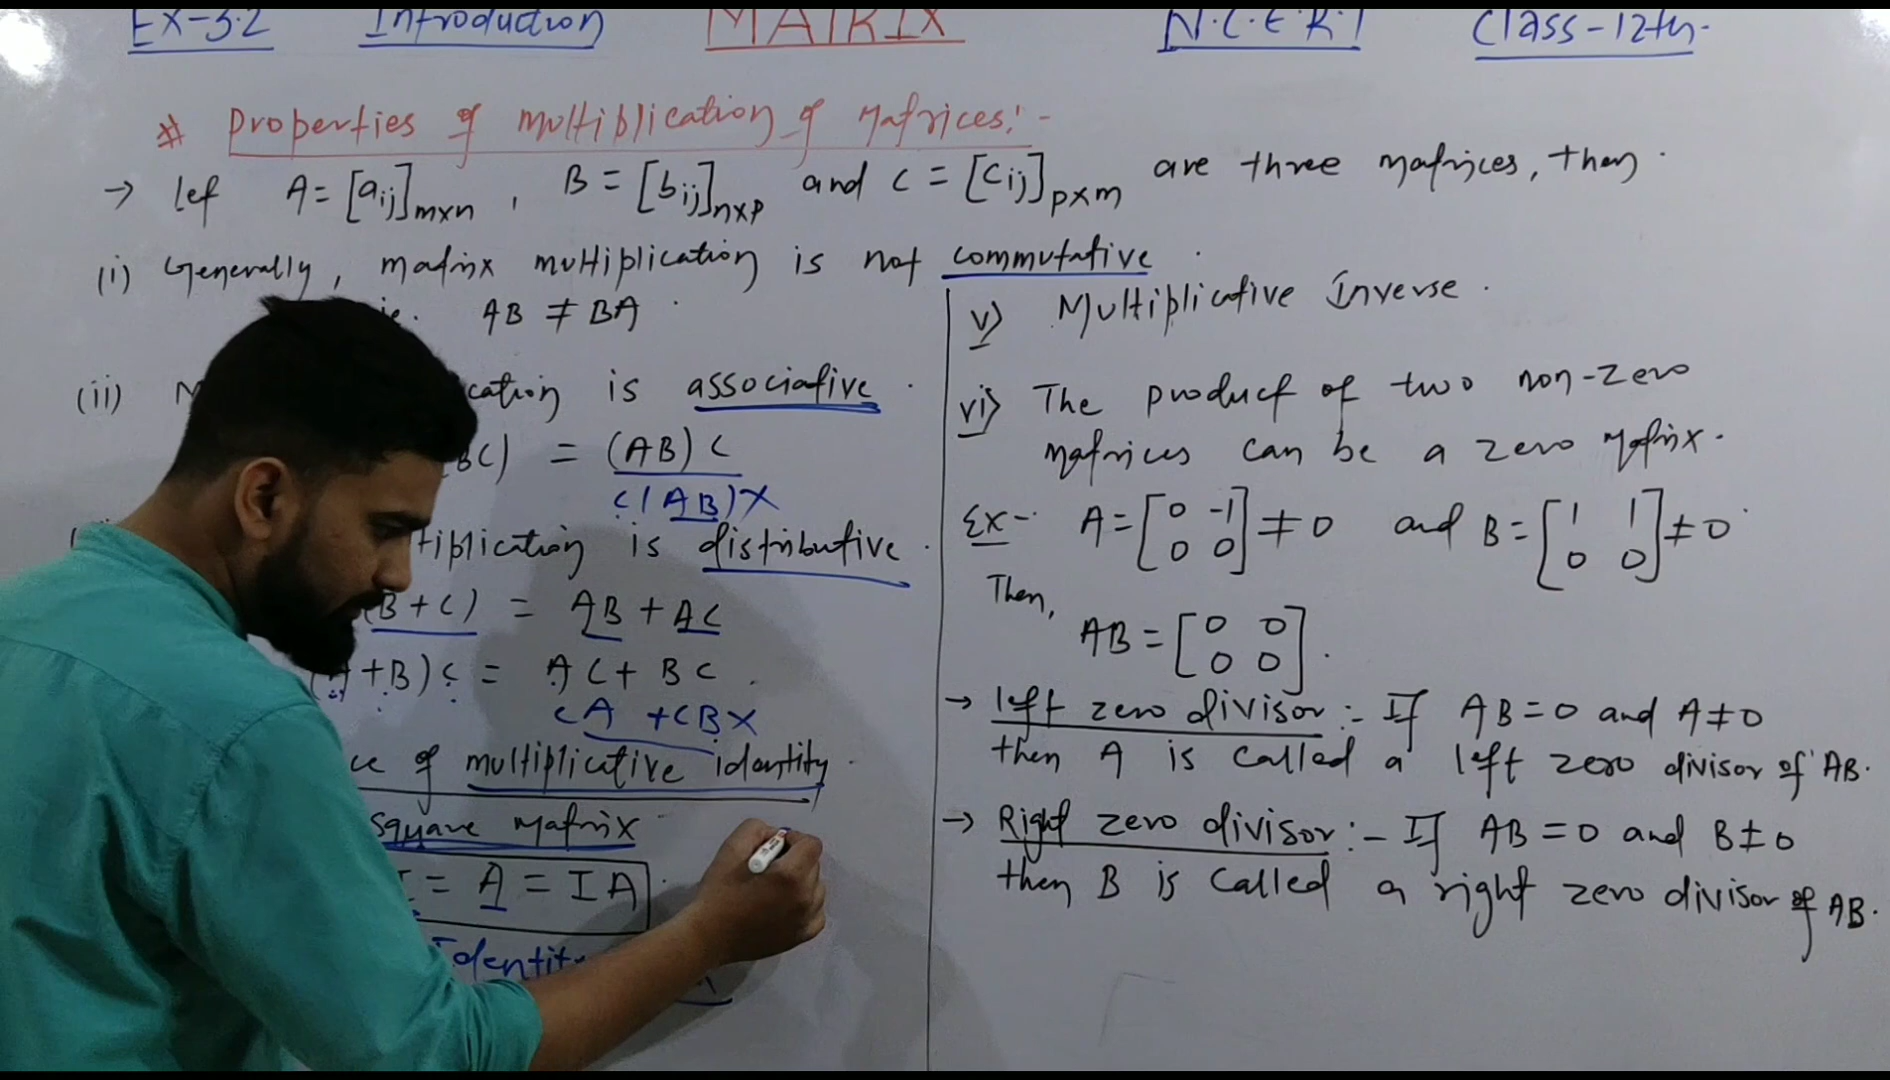 Ex-3.2 Introduction MATRIX N.C.E.R.T Class-12th.
* Properties of multiplication of Matrices:-
→ let A = [aij]m×n , B = [bij]n×p and C = [Cij]p×m are three matrices, then.
(i) Generally, matrix multiplication is not commutative.
ie. AB ≠ BA.
(ii) M cation is associative.
BC) = (AB) C
C(AB)X
tiplication is distributive.
(B+C) = AB + AC
+B) C = AC + BC.
CA + CBX
ce of multiplicative identity.
square matrix
I = A = IA.
Identity
v) Multiplicative Inverse.
vi) The product of two non-zero
matrices can be a zero matrix.
Ex- A = [0 -1
0 0] ≠ 0 and B = [1 1
0 0] ≠ 0
Then,
AB = [0 0
0 0].
→ left zero divisor:- If AB = 0 and A ≠ 0
then A is called a left zero divisor of AB.
→ Right zero divisor:- If AB = 0 and B ≠ 0
then B is called a right zero divisor of AB.